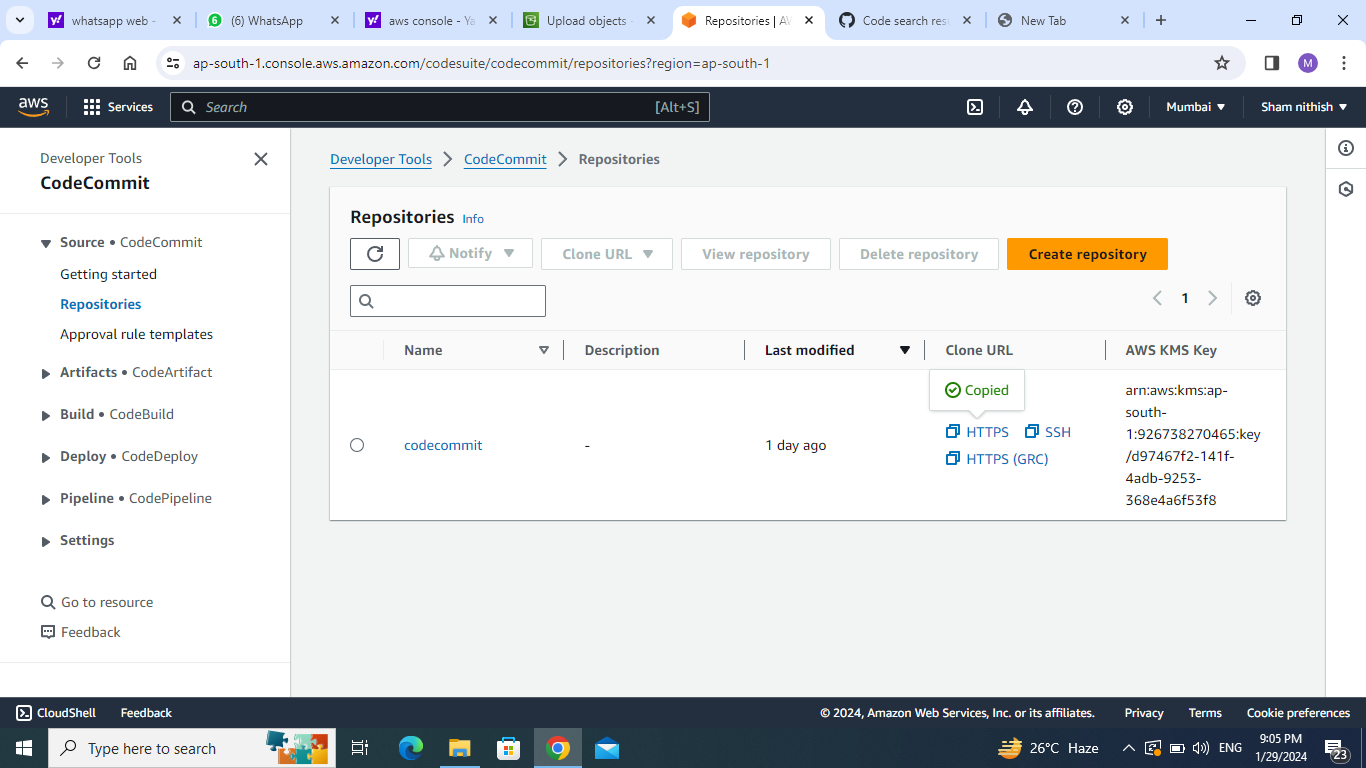 whatsapp web -
(6) WhatsApp
aws console - Ya
Upload objects -
Repositories | AW
Code search resu
New Tab
ap-south-1.console.aws.amazon.com/codesuite/codecommit/repositories?region=ap-south-1
M
aws
Services
Search
[Alt+S]
Mumbai
Sham nithish
Developer Tools
CodeCommit
Source • CodeCommit
Getting started
Repositories
Approval rule templates
Artifacts • CodeArtifact
Build • CodeBuild
Deploy • CodeDeploy
Pipeline • CodePipeline
Settings
Go to resource
Feedback
Developer Tools
CodeCommit
Repositories
Repositories Info
Notify
Clone URL
View repository
Delete repository
Create repository
1
Name
Description
Last modified
Clone URL
AWS KMS Key
codecommit
-
1 day ago
Copied
HTTPS
SSH
HTTPS (GRC)
arn:aws:kms:ap-
south-
1:926738270465:key
/d97467f2-141f-
4adb-9253-
368e4a6f53f8
CloudShell
Feedback
© 2024, Amazon Web Services, Inc. or its affiliates.
Privacy
Terms
Cookie preferences
Type here to search
26°C Haze
ENG
9:05 PM
1/29/2024
23